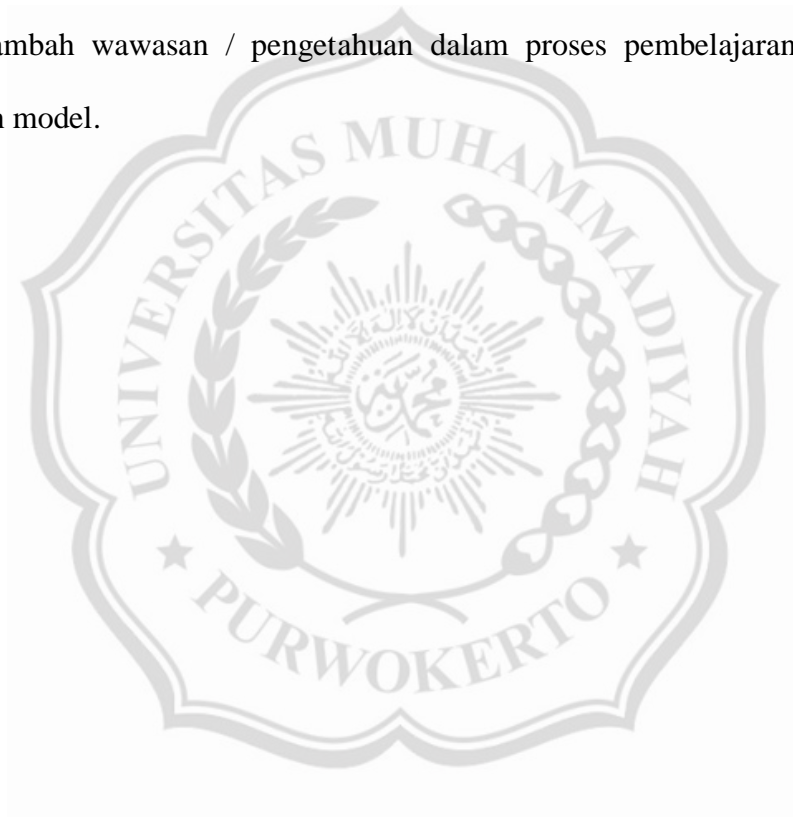 ambah wawasan / pengetahuan dalam proses pembelajaran
n model.
UNIVERSITAS MUHAMMADIYAH
PURWOKERTO